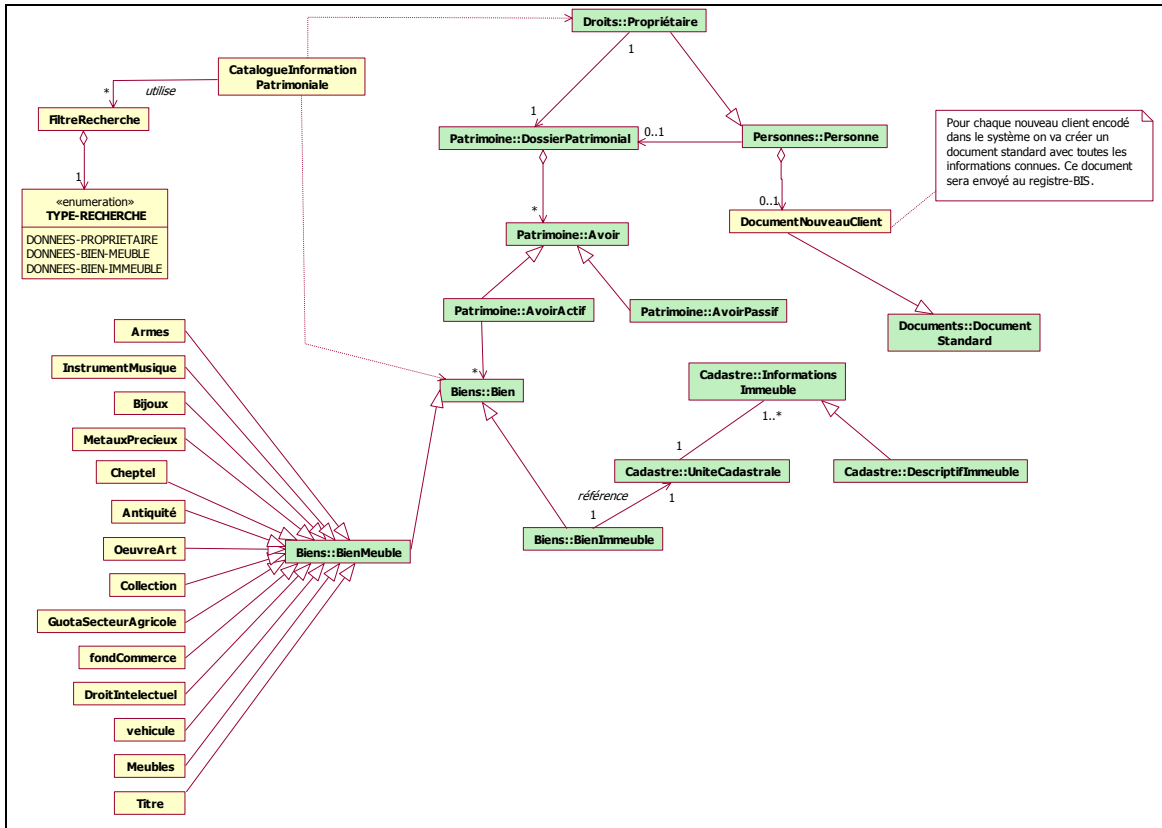 Droits::Propriétaire
1
CatalogueInformation
Patrimoniale
*
utilise
FiltreRecherche
1
Patrimoine::DossierPatrimonial
0..1
Personnes::Personne
Pour chaque nouveau client encodé
dans le système on va créer un
document standard avec toutes les
informations connues. Ce document
sera envoyé au registre-BIS.
1
«enumeration»
TYPE-RECHERCHE
DONNEES-PROPRIETAIRE
DONNEES-BIEN-MEUBLE
DONNEES-BIEN-IMMEUBLE
*
0..1
DocumentNouveauClient
Patrimoine::Avoir
Patrimoine::AvoirActif
Patrimoine::AvoirPassif
Documents::Document
Standard
Armes
InstrumentMusique
Bijoux
MetauxPrecieux
Cheptel
Antiquité
OeuvreArt
Collection
GuotaSecteurAgricole
fondCommerce
DroitIntelectuel
vehicule
Meubles
Titre
*
Biens::Bien
Cadastre::Informations
Immeuble
1..*
1
Cadastre::UniteCadastrale
Cadastre::DescriptifImmeuble
référence
1
1
Biens::BienMeuble
Biens::BienImmeuble